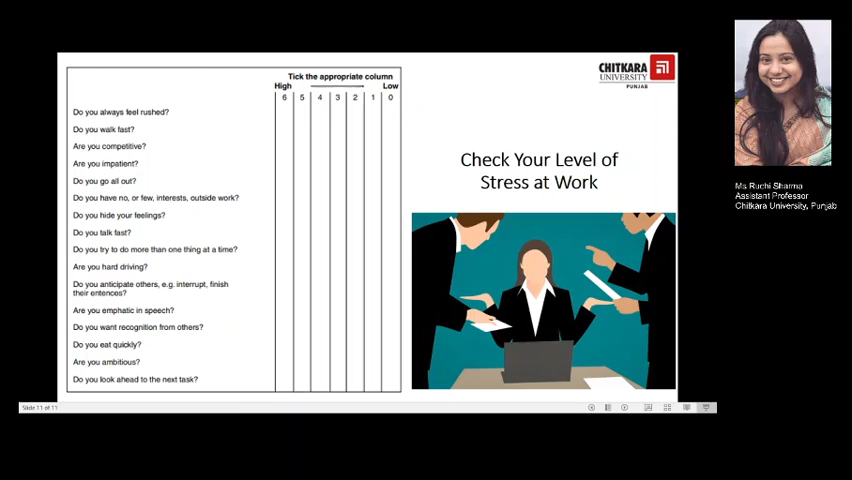 Tick the appropriate column
High Low
6 5 4 3 2 1 0
Do you always feel rushed?
Do you walk fast?
Are you competitive?
Are you impatient?
Do you go all out?
Do you have no, or few, interests, outside work?
Do you hide your feelings?
Do you talk fast?
Do you try to do more than one thing at a time?
Are you hard driving?
Do you anticipate others, e.g. interrupt, finish
their entences?
Are you emphatic in speech?
Do you want recognition from others?
Do you eat quickly?
Are you ambitious?
Do you look ahead to the next task?
CHITKARA
UNIVERSITY
PUNJAB
Check Your Level of
Stress at Work
Slide 11 of 11
Ms Ruchi Sharma
Assistant Professor
Chitkara University, Punjab